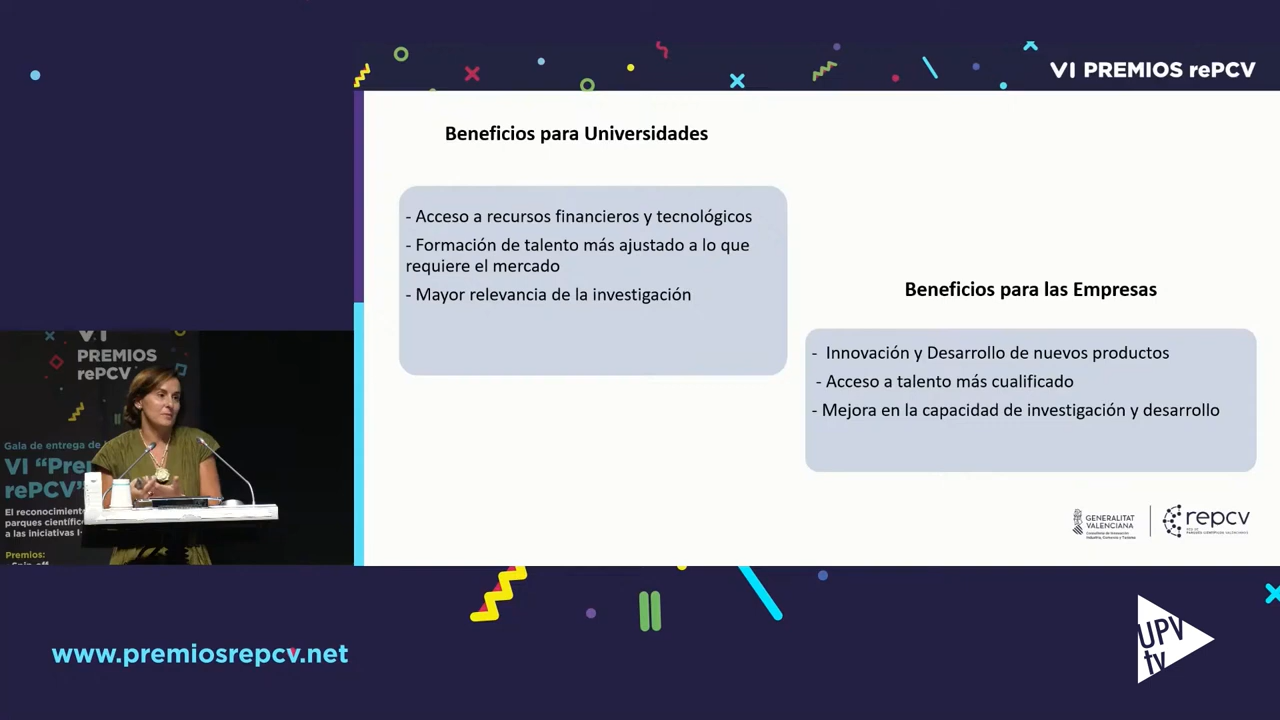 VI PREMIOS rePCV
Beneficios para Universidades
- Acceso a recursos financieros y tecnológicos
- Formación de talento más ajustado a lo que
requiere el mercado
- Mayor relevancia de la investigación
Beneficios para las Empresas
- Innovación y Desarrollo de nuevos productos
- Acceso a talento más cualificado
- Mejora en la capacidad de investigación y desarrollo
GENERALITAT
VALENCIANA
repcv
VI
PREMIOS
rePCV
Gala de entrega de
VI “Pre
rePCV”
El reconocimient
parques científic
a las iniciativas I
Premios:
www.premiosrepcv.net
UPV
tv